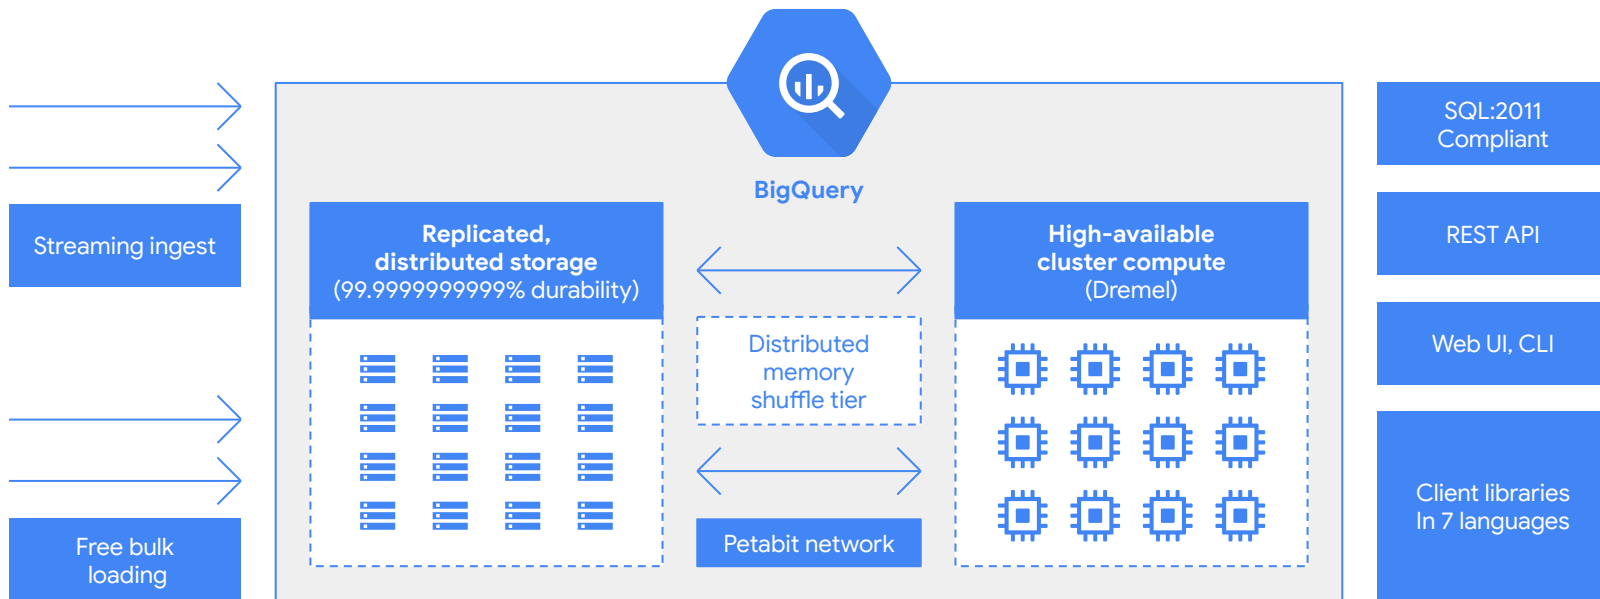 BigQuery
Streaming ingest
Free bulk
loading
Replicated,
distributed storage
(99.9999999999% durability)
Distributed
memory
shuffle tier
Petabit network
High-available
cluster compute
(Dremel)
SQL:2011
Compliant
REST API
Web UI, CLI
Client libraries
In 7 languages